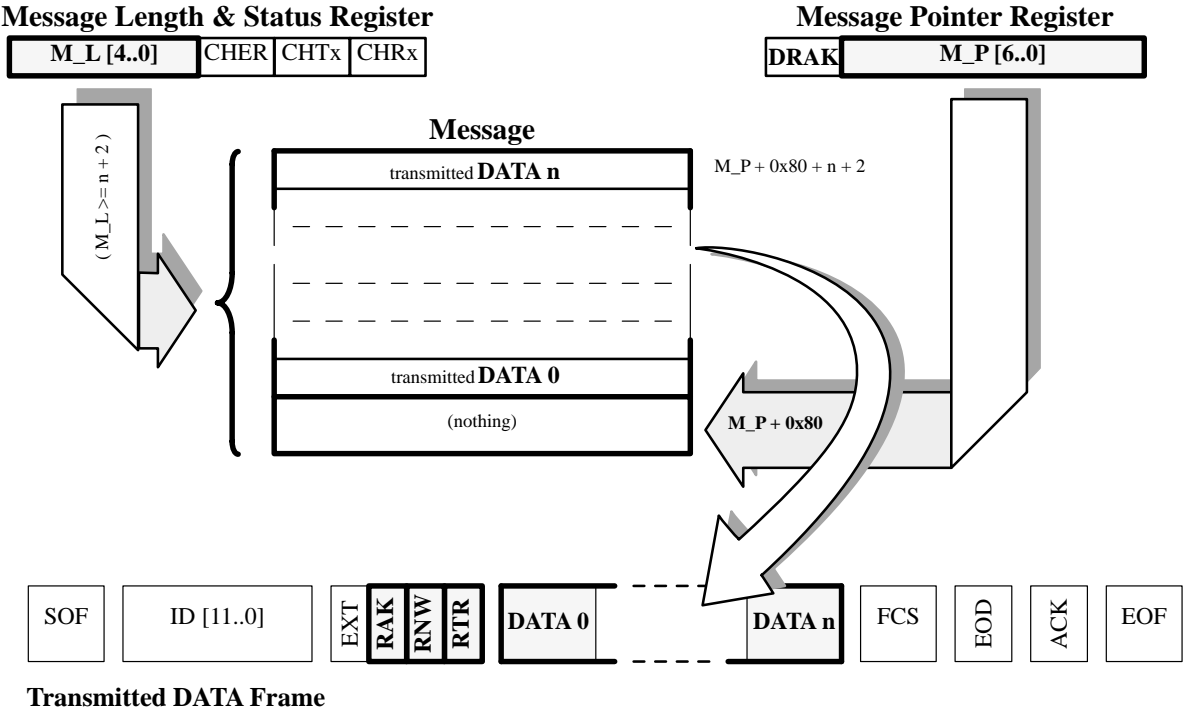 Message Length & Status Register
Message Pointer Register
M_L [4..0] CHER CHTx CHRx
DRAK M_P [6..0]
( M_L >= n + 2 )
Message
transmitted DATA n
M_P + 0x80 + n + 2
transmitted DATA 0
(nothing)
M_P + 0x80
SOF ID [11..0] EXT RAK RNW RTR DATA 0 DATA n FCS EOD ACK EOF
Transmitted DATA Frame